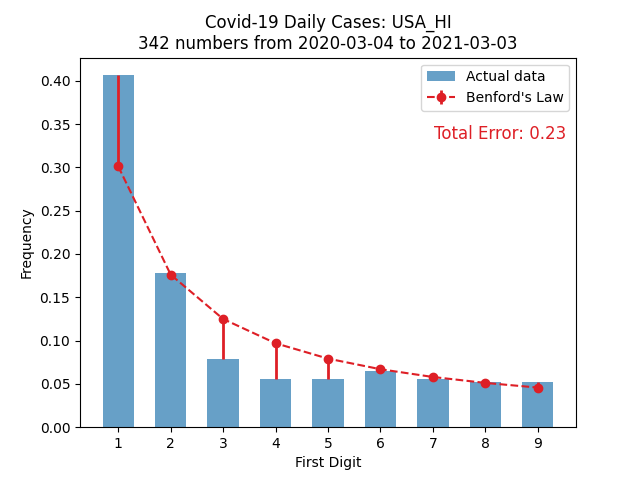 Covid-19 Daily Cases: USA_HI
342 numbers from 2020-03-04 to 2021-03-03
Actual data
Benford's Law
Total Error: 0.23
Frequency
0.40
0.35
0.30
0.25
0.20
0.15
0.10
0.05
0.00
1 2 3 4 5 6 7 8 9
First Digit